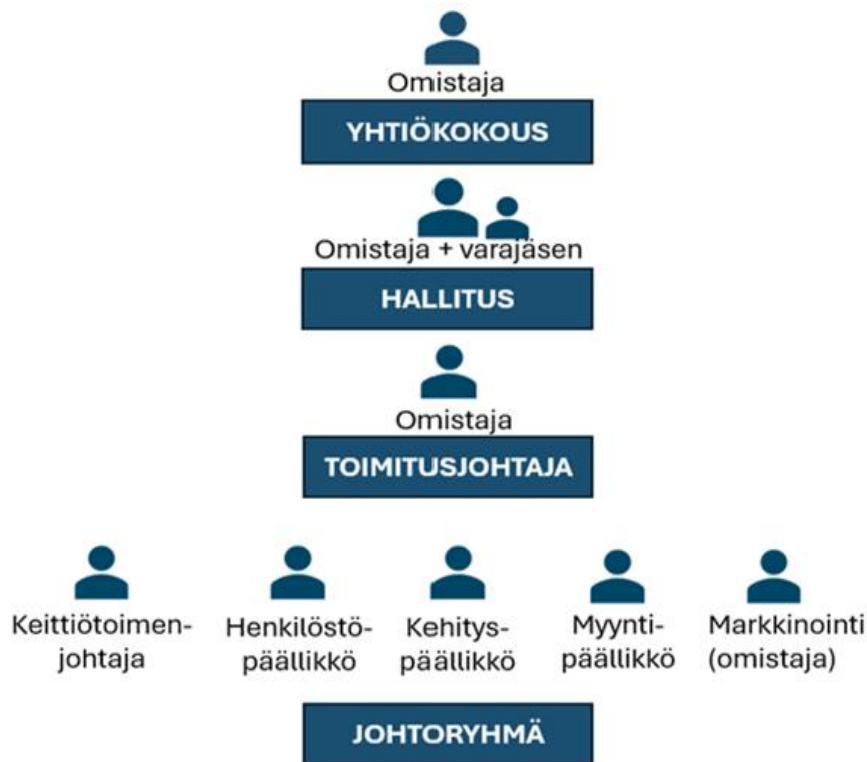 Omistaja
YHTIÖKOKOUS
Omistaja + varajäsen
HALLITUS
Omistaja
TOIMITUSJOHTAJA
Keittiötoimen-
johtaja
Henkilöstö-
päällikkö
Kehitys-
päällikkö
Myynti-
päällikkö
Markkinointi
(omistaja)
JOHTORYHMÄ